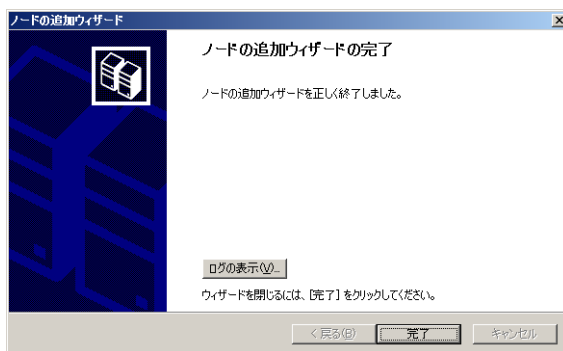 ノードの追加ウィザード
ノードの追加ウィザードの完了
ノードの追加ウィザードを正しく終了しました。
ログの表示(V)...
ウィザードを閉じるには、[完了] をクリックしてください。
< 戻る(B)
完了
キャンセル